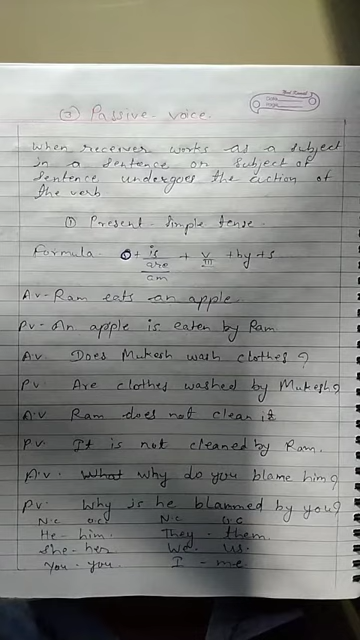 ② Passive-voice.
When receiver works as a subject
in a sentence or subject of
sentence undergoes the action of
the verb
① Present-Simple tense
Formula- O + is/are/am + V III + by + S
A.V- Ram eats an apple.
P.V- An apple is eaten by Ram
A.V. Does Mukesh wash clothes?
P.V. Are clothes washed by Mukesh?
A.V Ram does not clean it
P.V. It is not cleaned by Ram.
A.V. What Why do you blame him?
P.V. Why is he blammed by you?
N.C O.C N.C O.C
He - him. They - them
She - her We - us.
You - you I - me